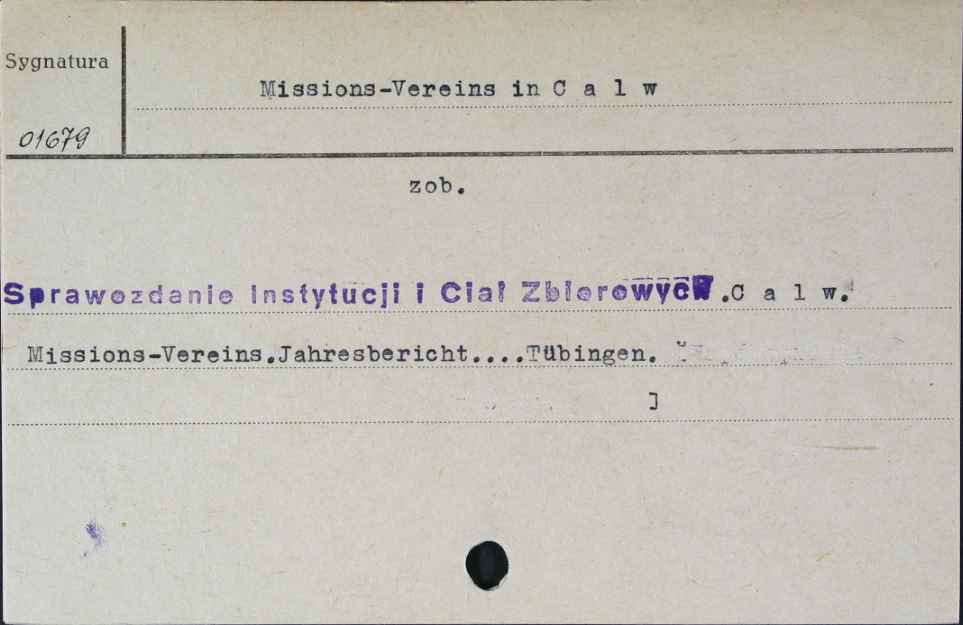 Sygnatura
Missions-Vereins in C a l w
01679
zob.
Sprawozdanie Instytucji i Ciał Zbiorowych.C a l w.
Missions-Vereins.Jahresbericht....Tübingen.
]